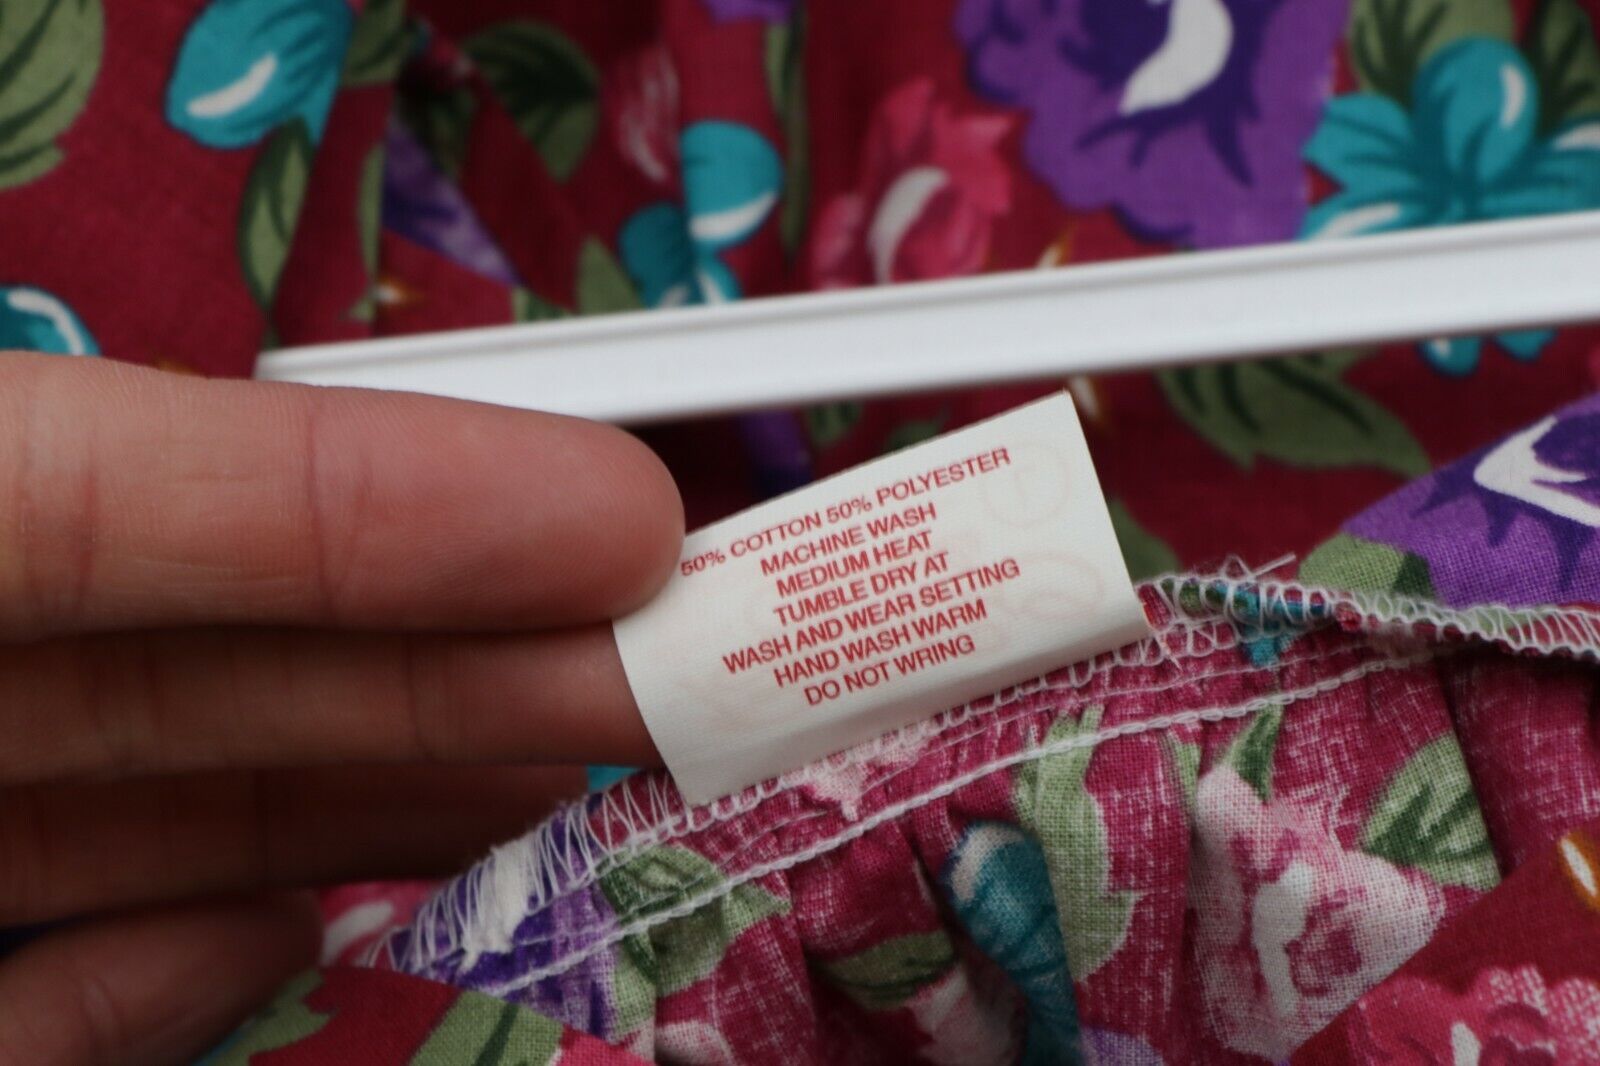 50% COTTON 50% POLYESTER
MACHINE WASH
MEDIUM HEAT
TUMBLE DRY AT
WASH AND WEAR SETTING
HAND WASH WARM
DO NOT WRING